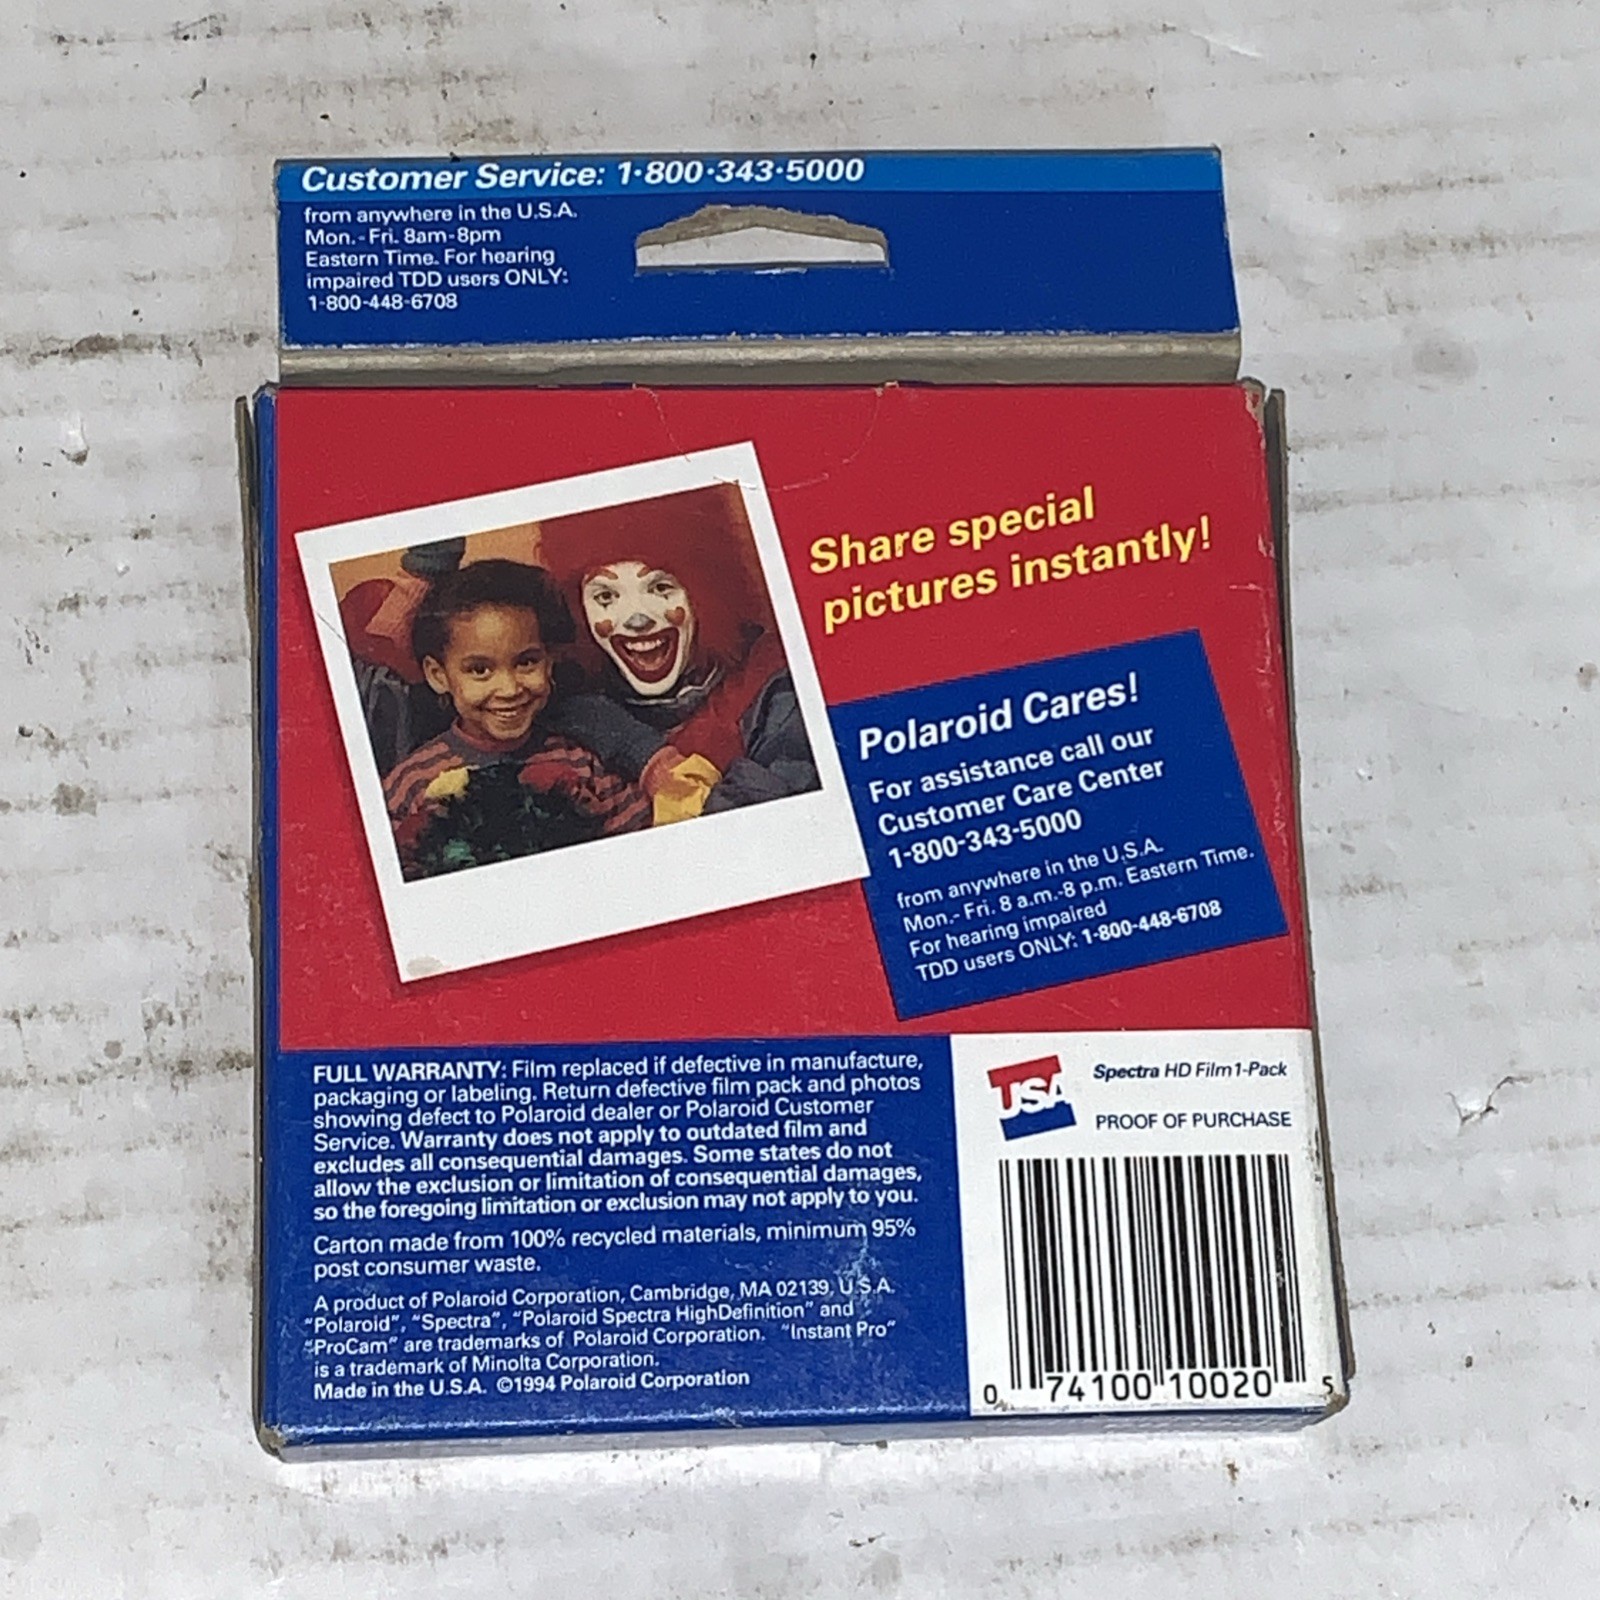 Customer Service: 1·800·343·5000
from anywhere in the U.S.A.
Mon.-Fri. 8am-8pm
Eastern Time. For hearing
impaired TDD users ONLY:
1-800-448-6708
Share special
pictures instantly!
Polaroid Cares!
For assistance call our
Customer Care Center
1-800-343-5000
from anywhere in the U.S.A.
Mon.- Fri. 8 a.m.-8 p.m. Eastern Time.
For hearing impaired
TDD users ONLY: 1-800-448-6708
FULL WARRANTY: Film replaced if defective in manufacture,
packaging or labeling. Return defective film pack and photos
showing defect to Polaroid dealer or Polaroid Customer
Service. Warranty does not apply to outdated film and
excludes all consequential damages. Some states do not
allow the exclusion or limitation of consequential damages,
so the foregoing limitation or exclusion may not apply to you.
Carton made from 100% recycled materials, minimum 95%
post consumer waste.
A product of Polaroid Corporation, Cambridge, MA 02139, U.S.A.
"Polaroid", "Spectra", "Polaroid Spectra HighDefinition" and
"ProCam" are trademarks of Polaroid Corporation. "Instant Pro"
is a trademark of Minolta Corporation.
Made in the U.S.A. ©1994 Polaroid Corporation
USA
Spectra HD Film 1-Pack
PROOF OF PURCHASE
0 74100 10020 5